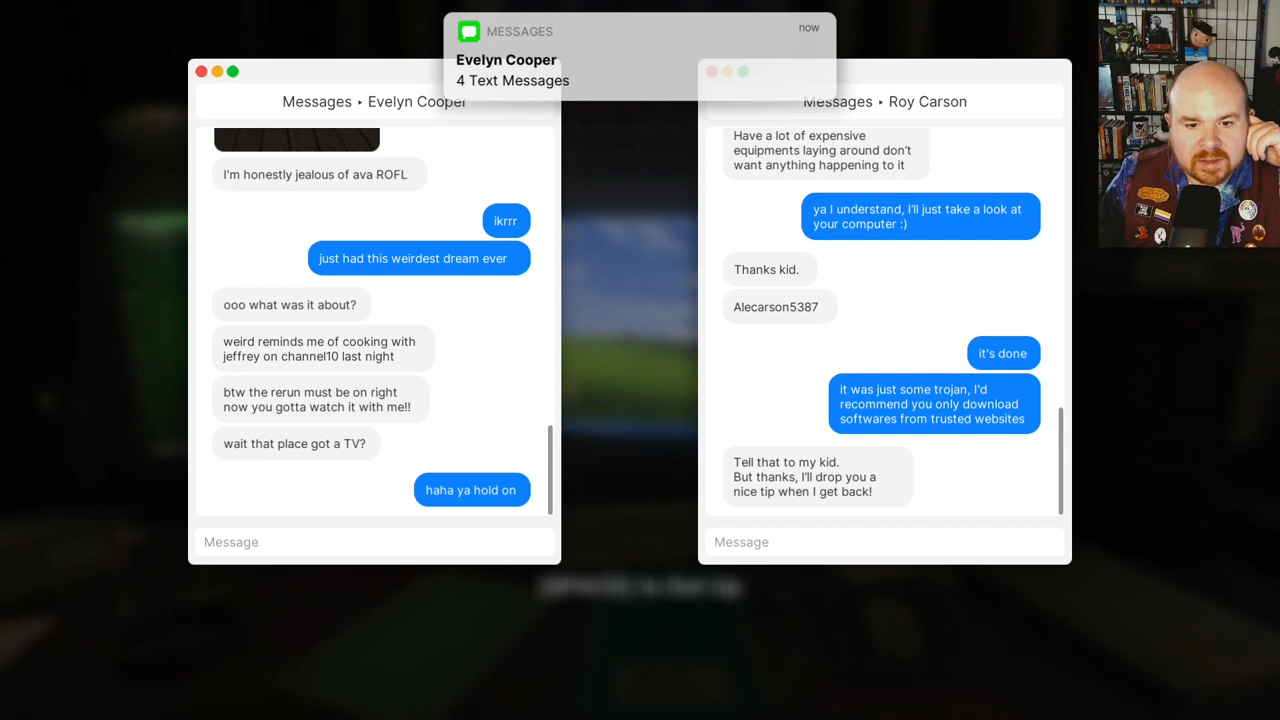 MESSAGES
now
Evelyn Cooper
4 Text Messages
Messages ▸ Evelyn Cooper
I'm honestly jealous of ava ROFL
ikrrr
just had this weirdest dream ever
ooo what was it about?
weird reminds me of cooking with
jeffrey on channel10 last night
btw the rerun must be on right
now you gotta watch it with me!!
wait that place got a TV?
haha ya hold on
Message
Messages ▸ Roy Carson
Have a lot of expensive
equipments laying around don't
want anything happening to it
ya I understand, I'll just take a look at
your computer :)
Thanks kid.
Alecarson5387
it's done
it was just some trojan, I'd
recommend you only download
softwares from trusted websites
Tell that to my kid.
But thanks, I'll drop you a
nice tip when I get back!
Message